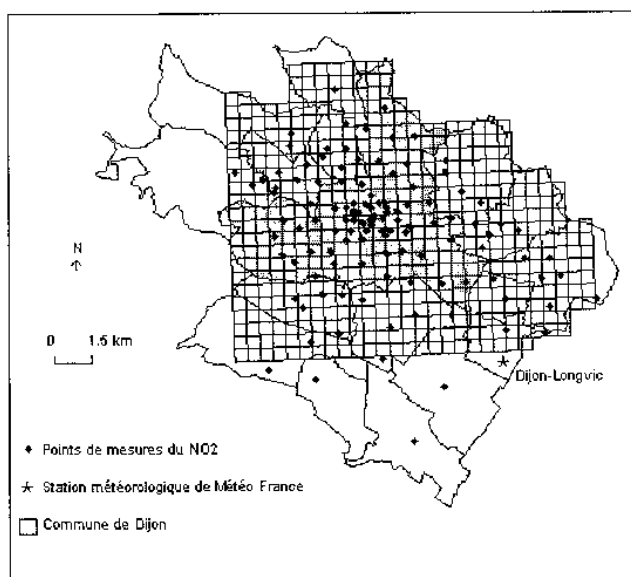 N
0 1.5 km
Dijon-Longvic
Points de mesures du NO2
Station météorologique de Météo France
Commune de Dijon